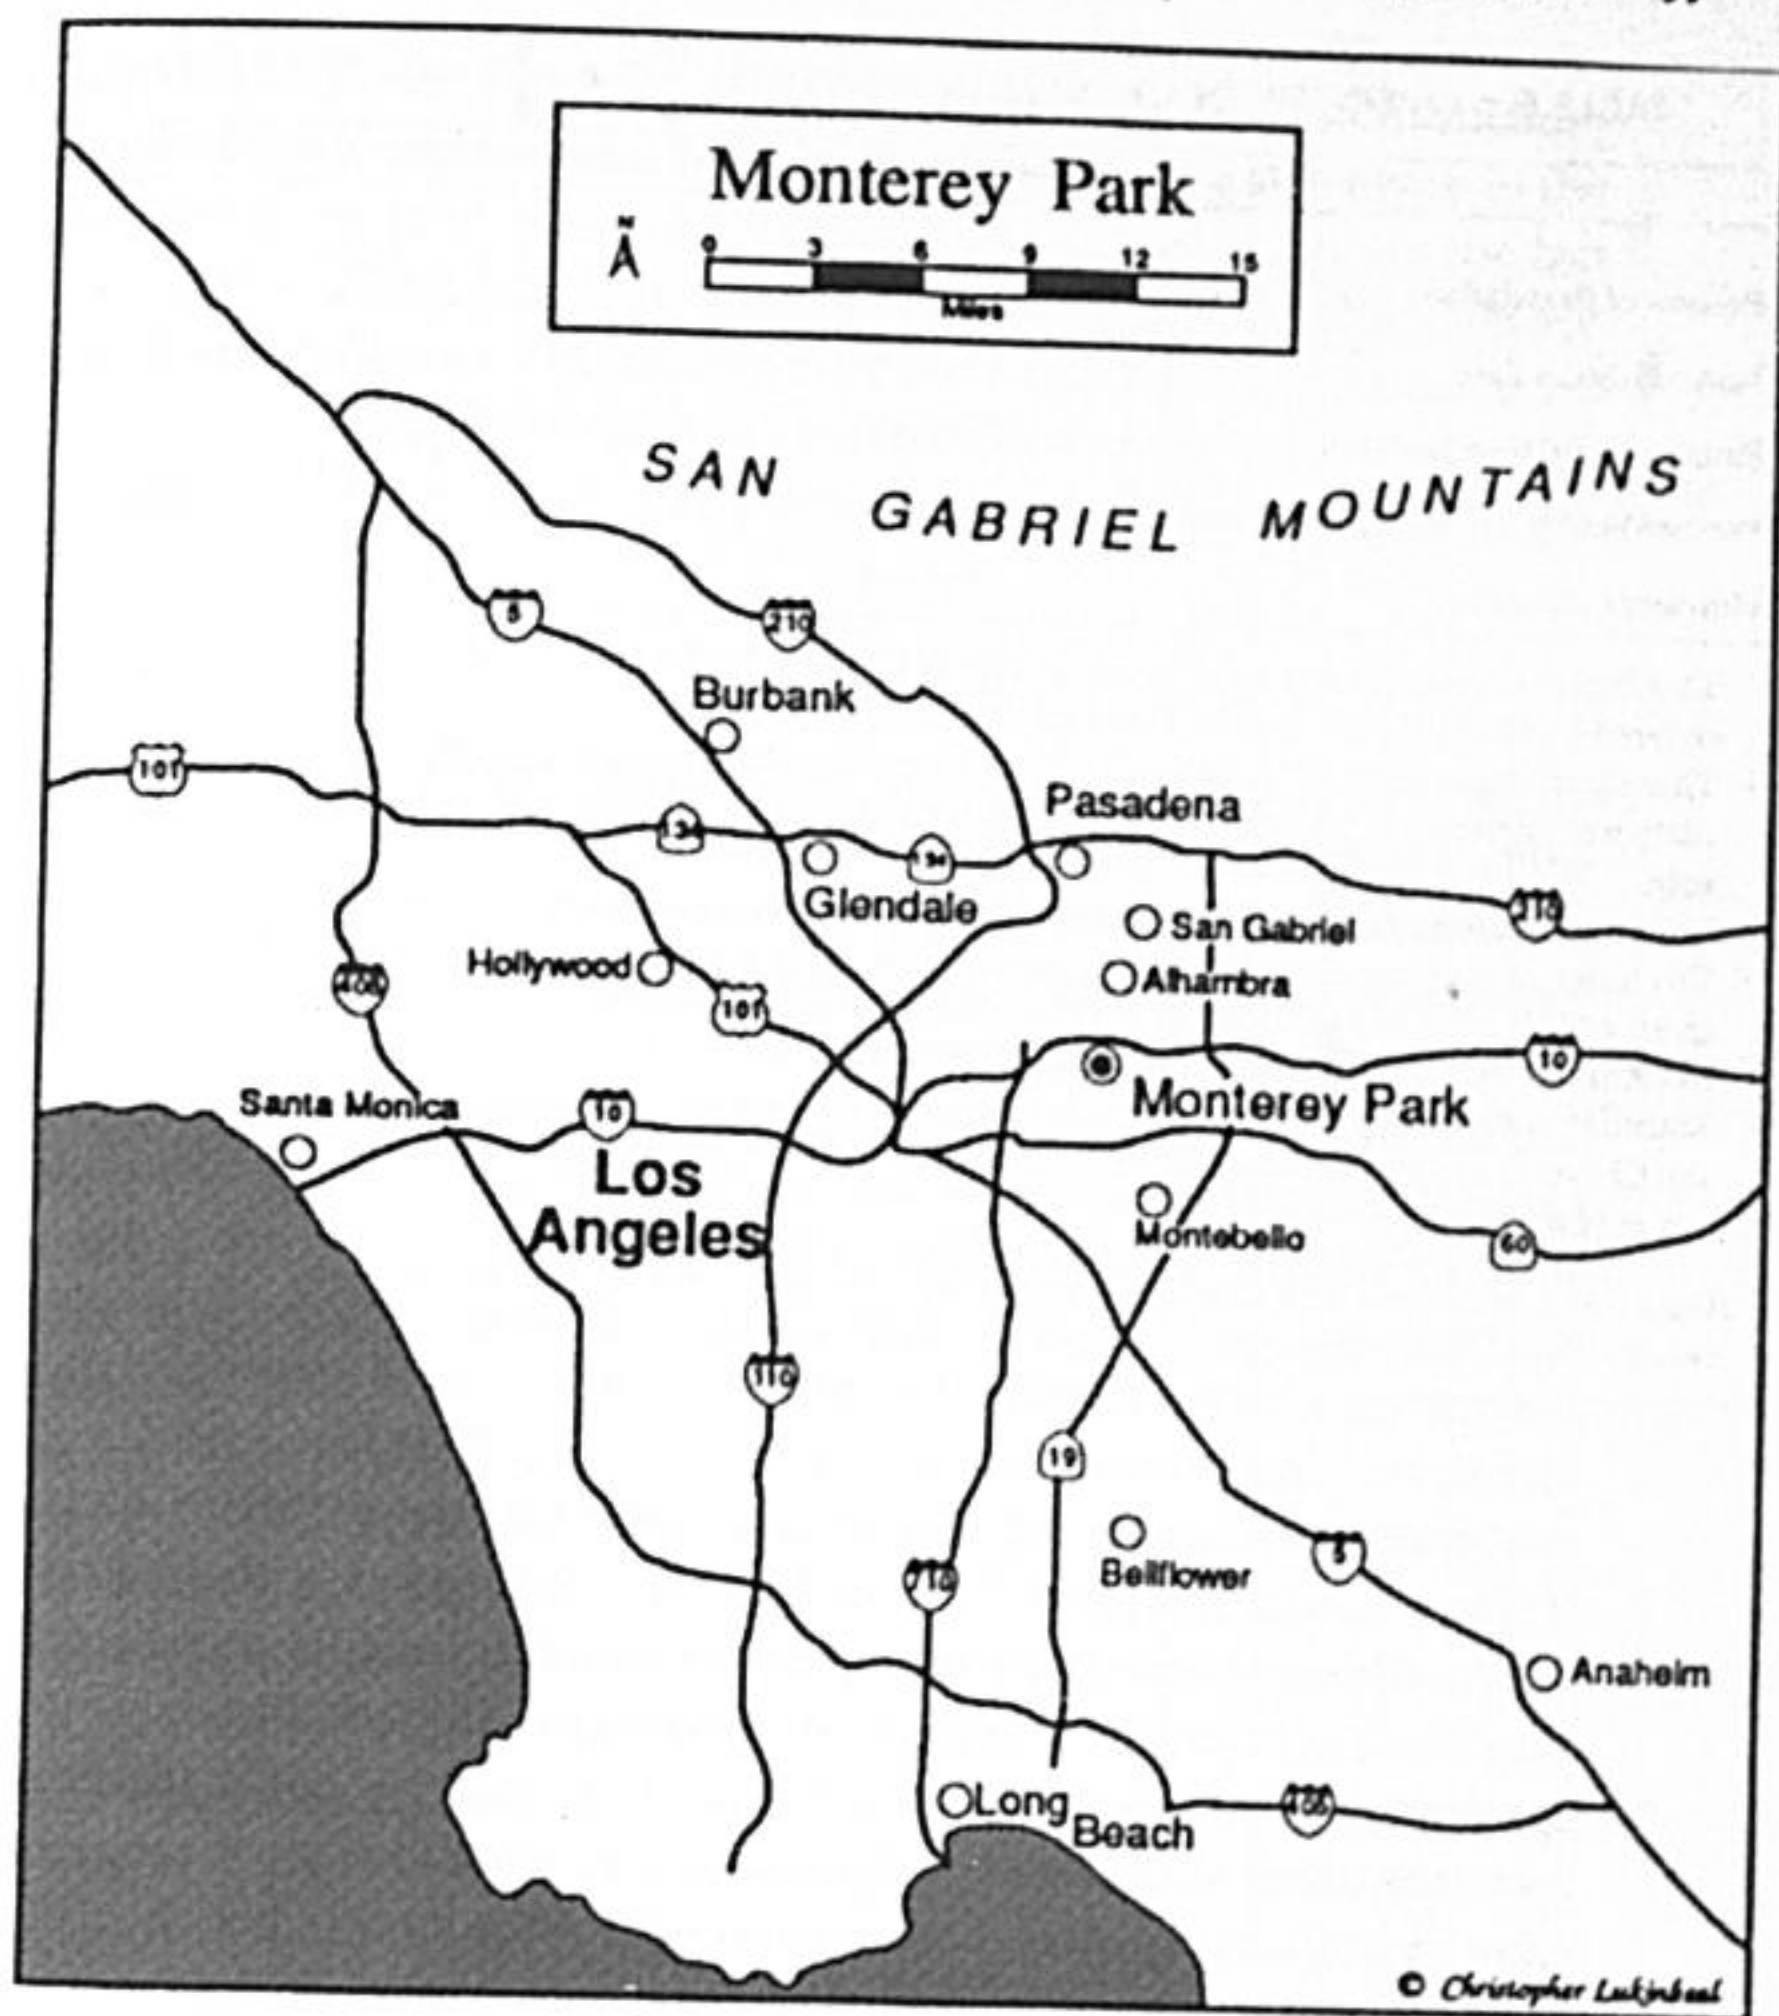 Monterey Park
N
0 3 6 9 12 15
Miles
SAN GABRIEL MOUNTAINS
5
210
Burbank
101
Pasadena
134
134
Glendale
210
San Gabriel
Hollywood
Alhambra
405
101
10
Monterey Park
Santa Monica
10
Los
Angeles
Montebello
60
110
19
Bellflower
5
710
Anaheim
Long
Beach
405
© Christopher Lukinbeal